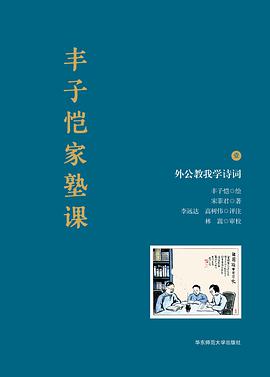 丰子恺家塾课
壹
外公教我学诗词
丰子恺 绘
宋菲君 著
李远达 高树伟 评注
林嵩 审校
华东师范大学出版社